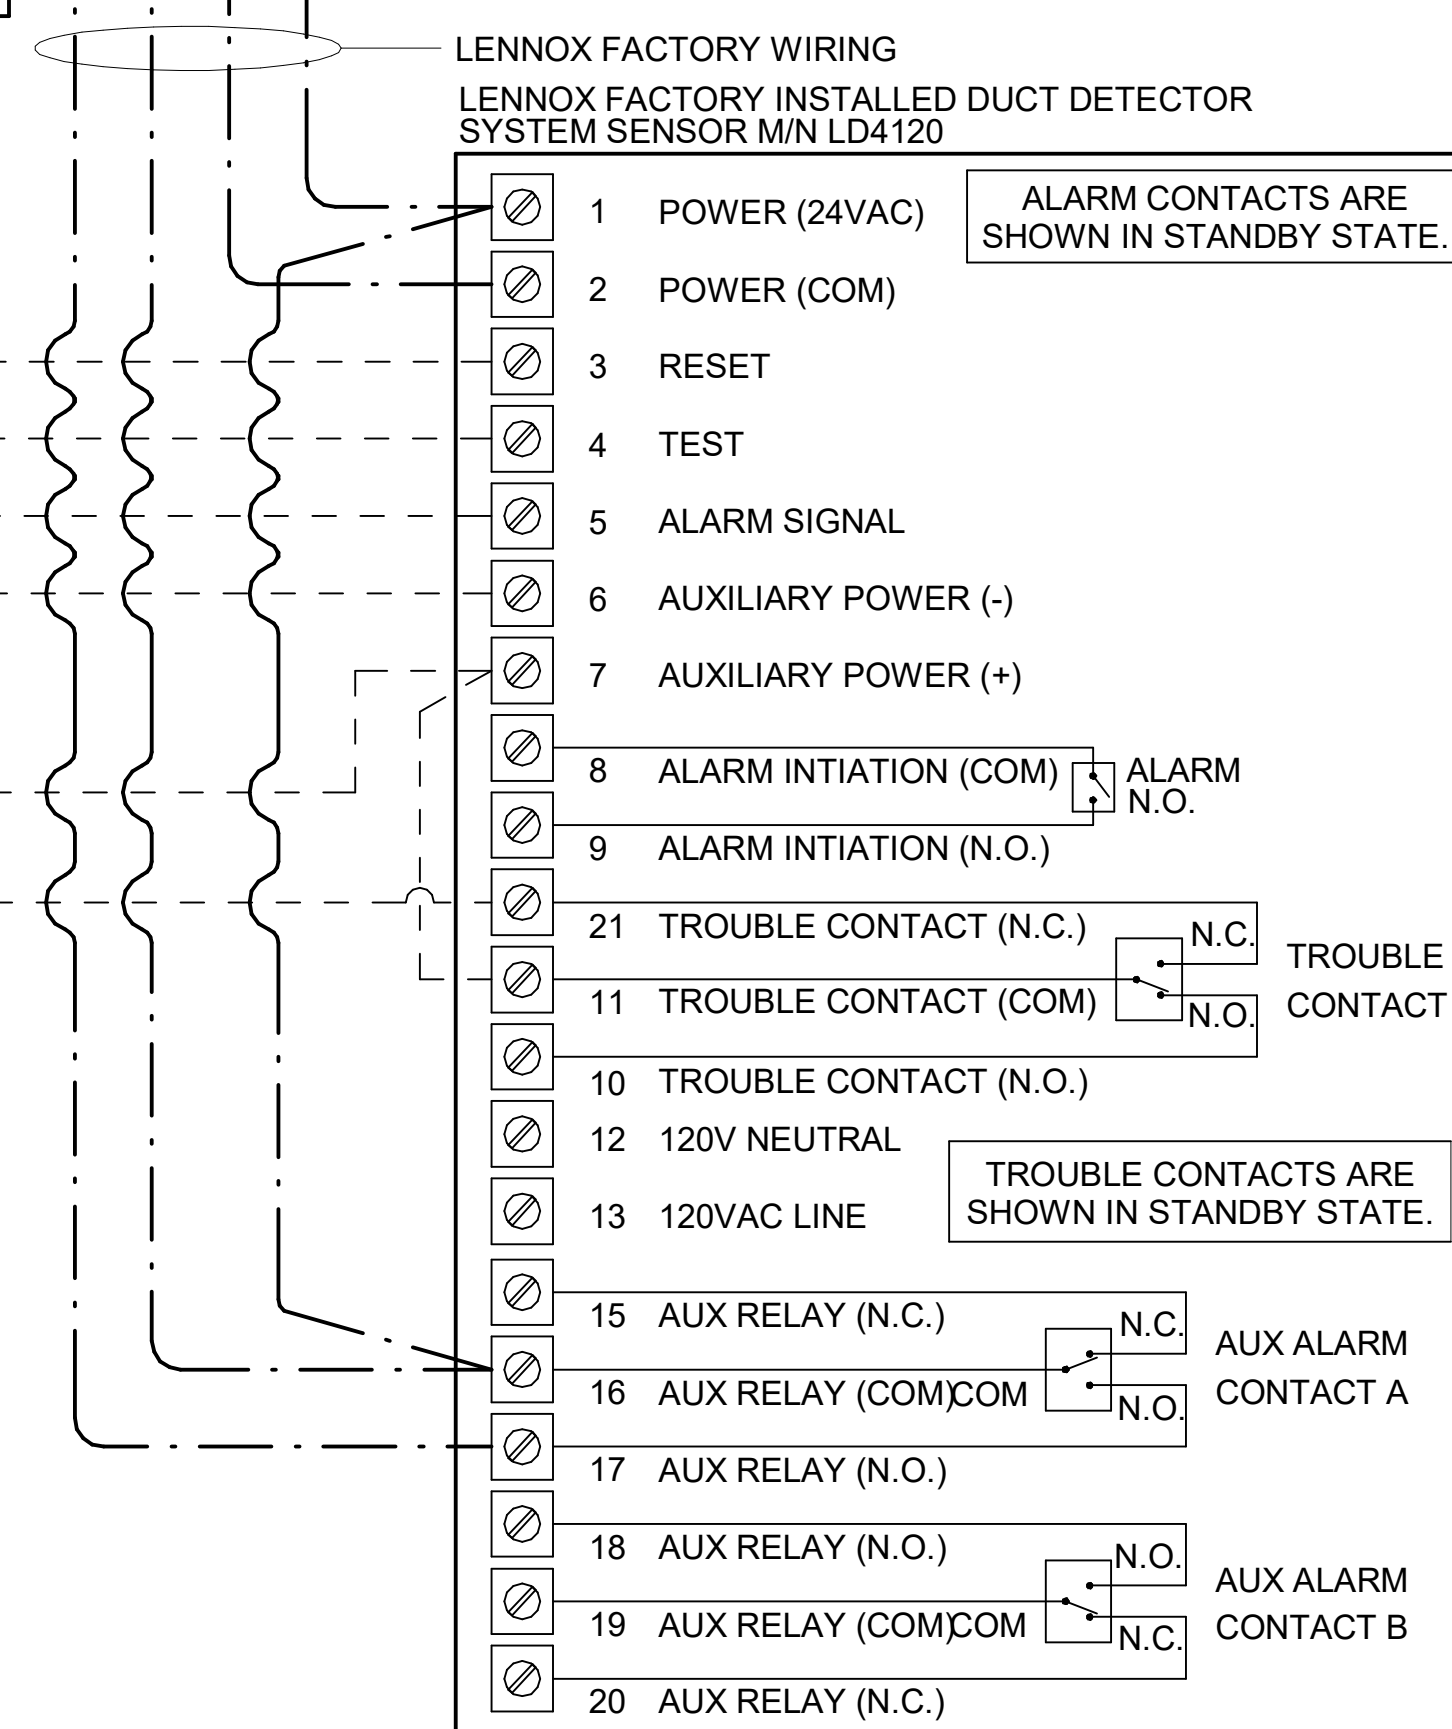 LENNOX FACTORY WIRING
LENNOX FACTORY INSTALLED DUCT DETECTOR
SYSTEM SENSOR M/N LD4120
1 POWER (24VAC)
ALARM CONTACTS ARE
SHOWN IN STANDBY STATE.
2 POWER (COM)
3 RESET
4 TEST
5 ALARM SIGNAL
6 AUXILIARY POWER (-)
7 AUXILIARY POWER (+)
8 ALARM INTIATION (COM)
ALARM
N.O.
9 ALARM INTIATION (N.O.)
21 TROUBLE CONTACT (N.C.)
N.C.
TROUBLE
CONTACT
11 TROUBLE CONTACT (COM)
N.O.
10 TROUBLE CONTACT (N.O.)
12 120V NEUTRAL
TROUBLE CONTACTS ARE
SHOWN IN STANDBY STATE.
13 120VAC LINE
15 AUX RELAY (N.C.)
N.C.
AUX ALARM
CONTACT A
16 AUX RELAY (COM)COM
N.O.
17 AUX RELAY (N.O.)
18 AUX RELAY (N.O.)
N.O.
AUX ALARM
CONTACT B
19 AUX RELAY (COM)COM
N.C.
20 AUX RELAY (N.C.)